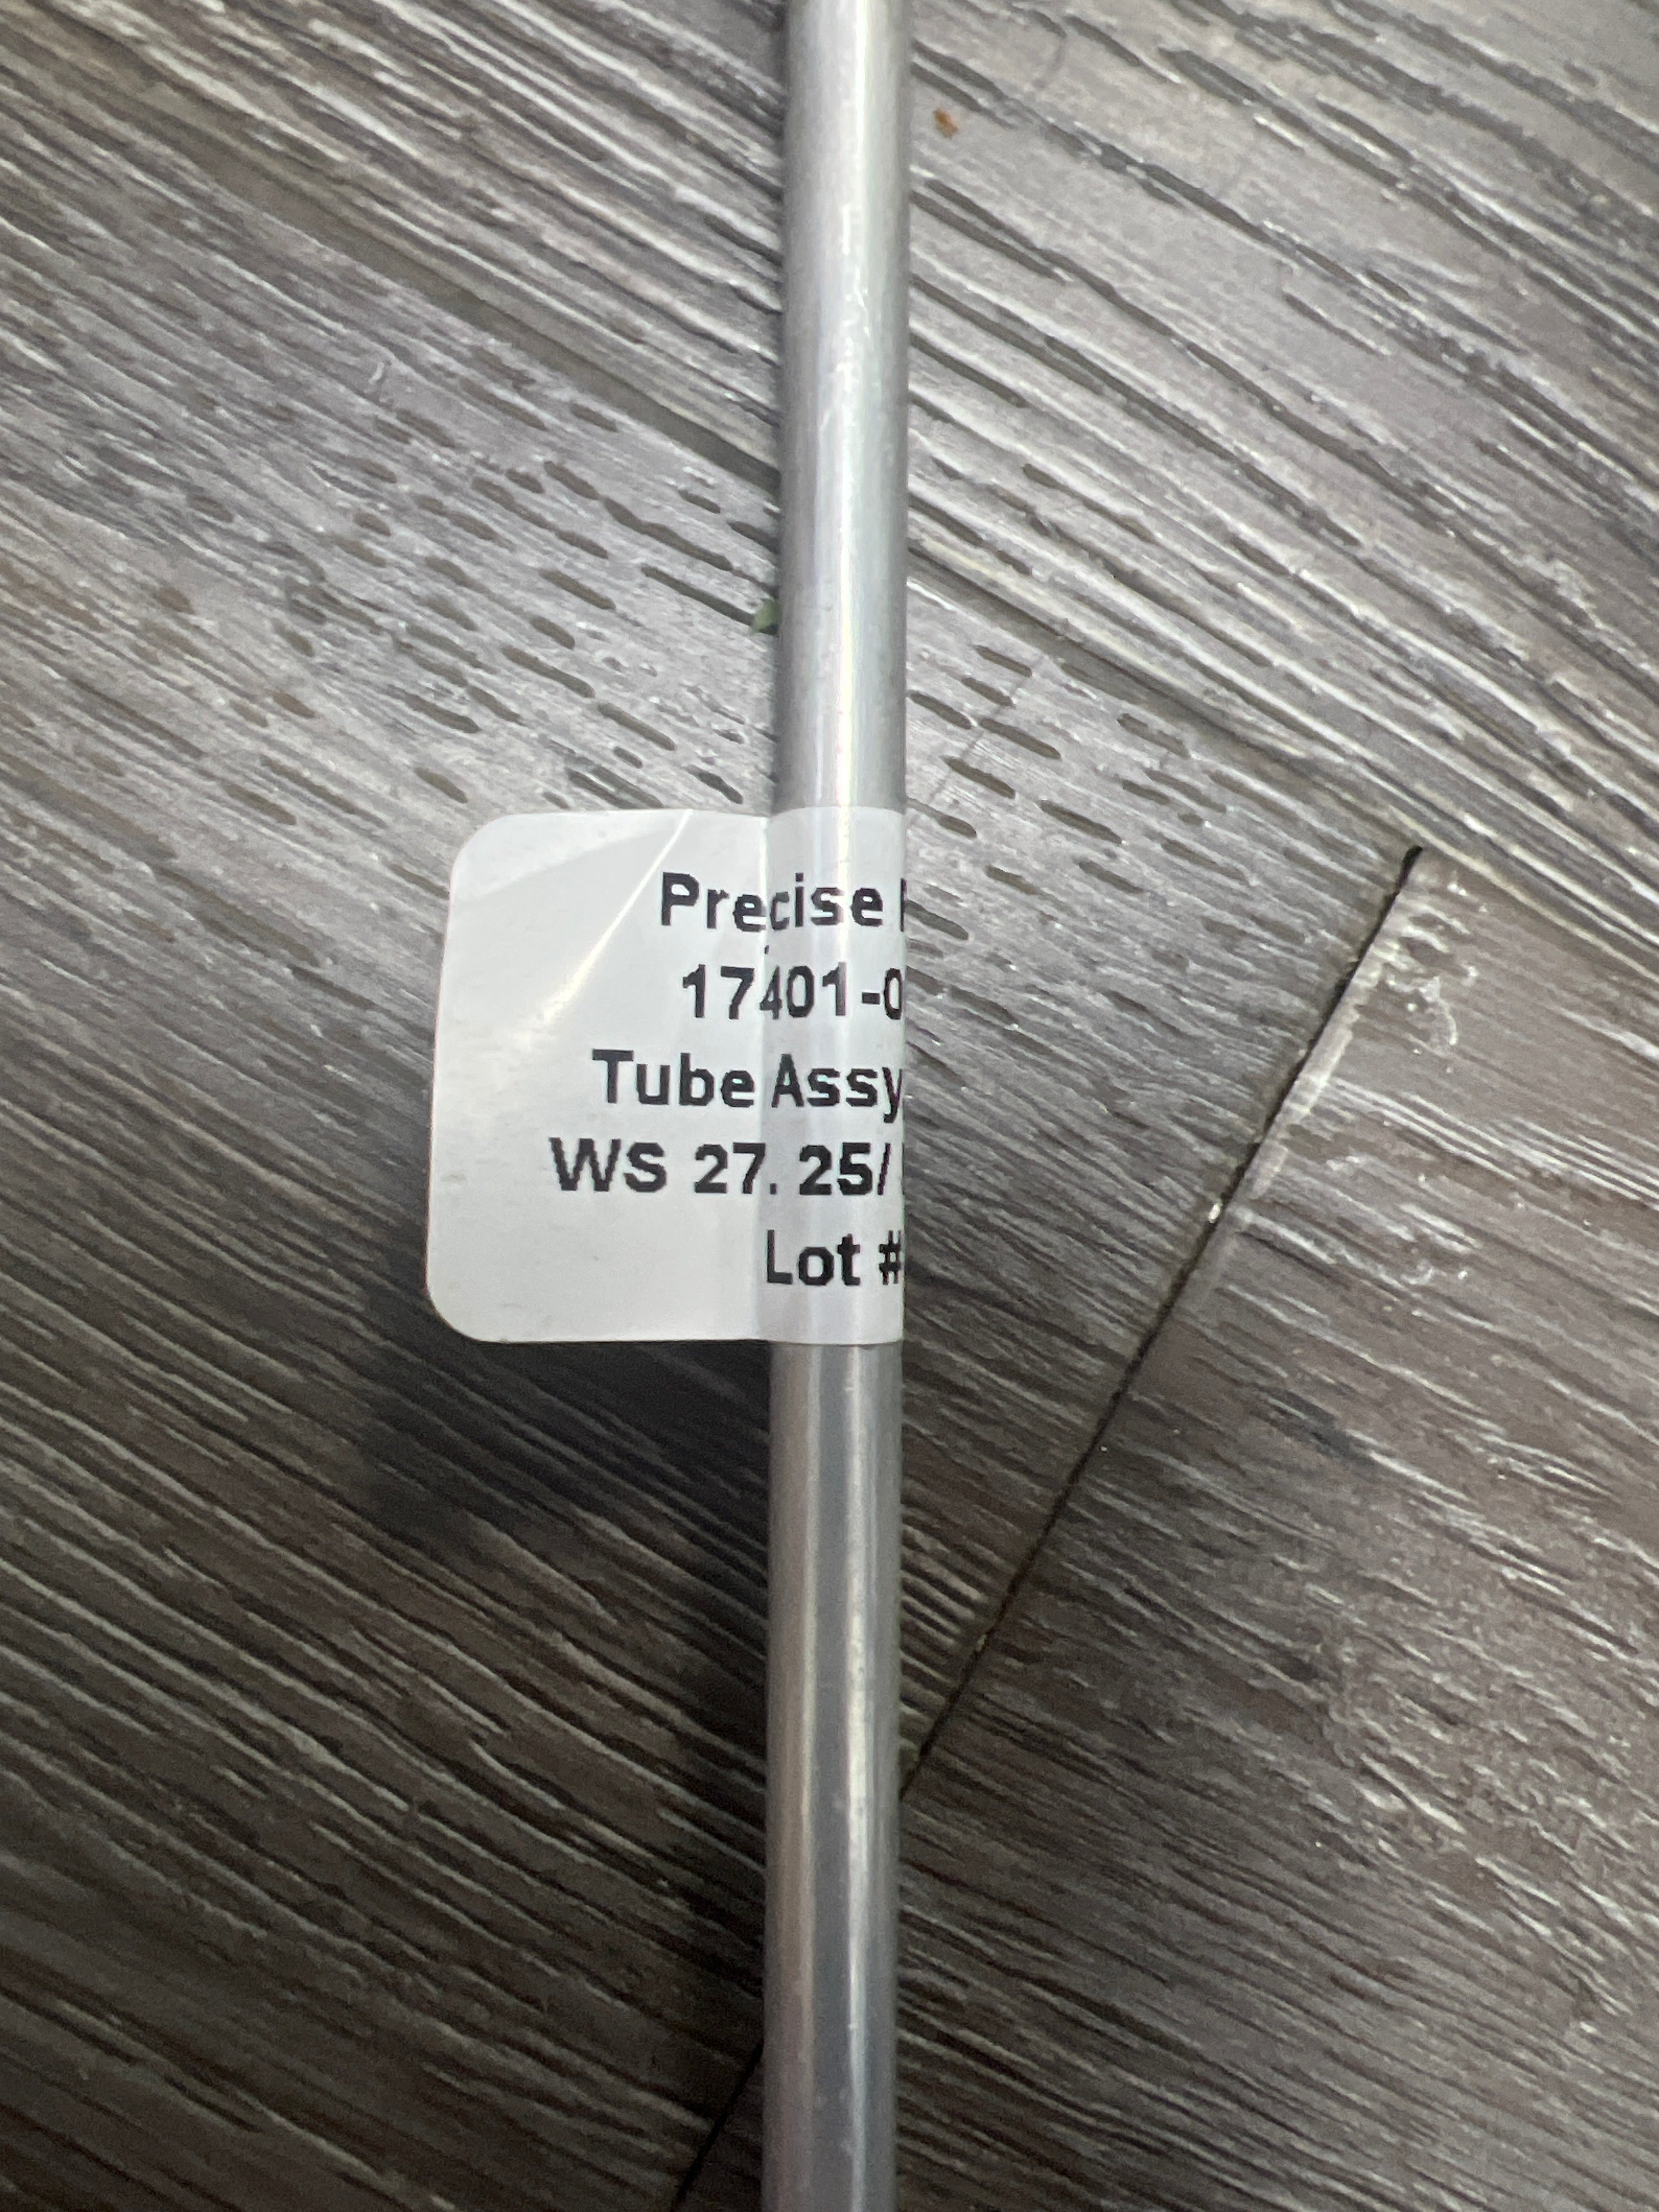 Precise
17401-0
Tube Assy
WS 27. 25/
Lot #